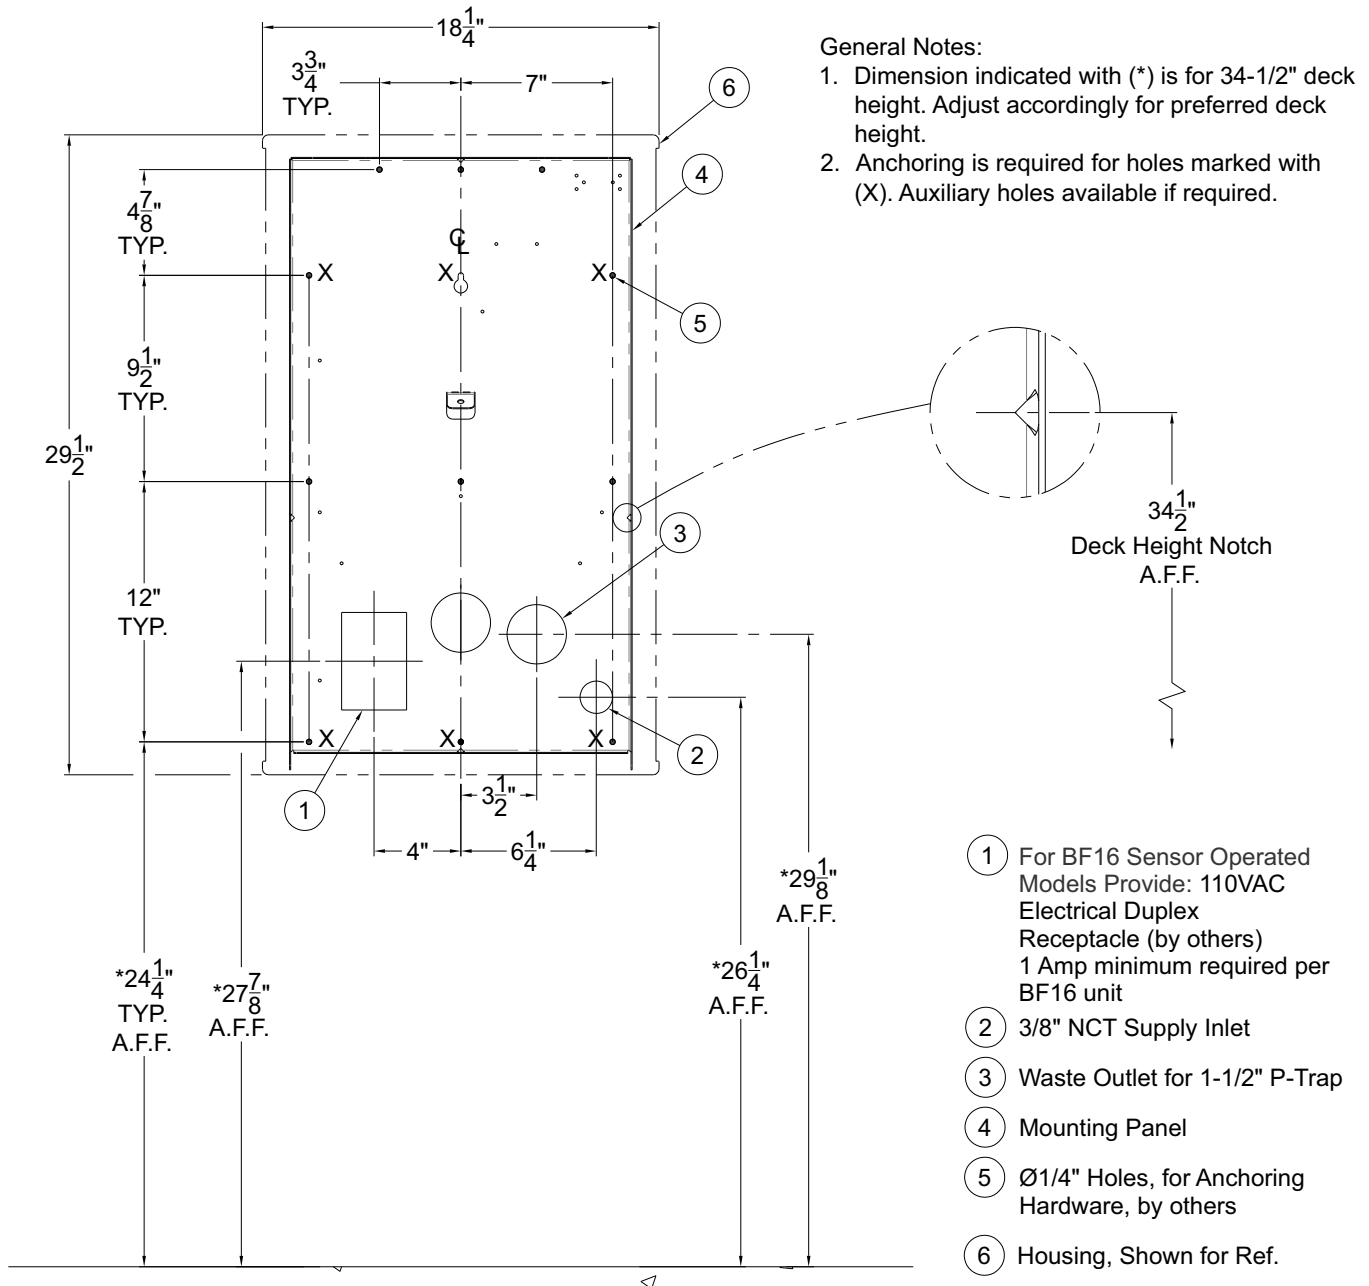 18 1/4"
3 3/4"
TYP.
7"
6
General Notes:
1. Dimension indicated with (*) is for 34-1/2" deck
height. Adjust accordingly for preferred deck
height.
2. Anchoring is required for holes marked with
(X). Auxiliary holes available if required.
4
4 7/8"
TYP.
CL
X
X
X
5
9 1/2"
TYP.
29 1/2"
3
34 1/2"
Deck Height Notch
A.F.F.
12"
TYP.
X
X
X
2
1
3 1/2"
4"
6 1/4"
*29 1/8"
A.F.F.
*26 1/4"
A.F.F.
*24 1/4"
TYP.
A.F.F.
*27 7/8"
A.F.F.
1 For BF16 Sensor Operated
Models Provide: 110VAC
Electrical Duplex
Receptacle (by others)
1 Amp minimum required per
BF16 unit
2 3/8" NCT Supply Inlet
3 Waste Outlet for 1-1/2" P-Trap
4 Mounting Panel
5 Ø1/4" Holes, for Anchoring
Hardware, by others
6 Housing, Shown for Ref.